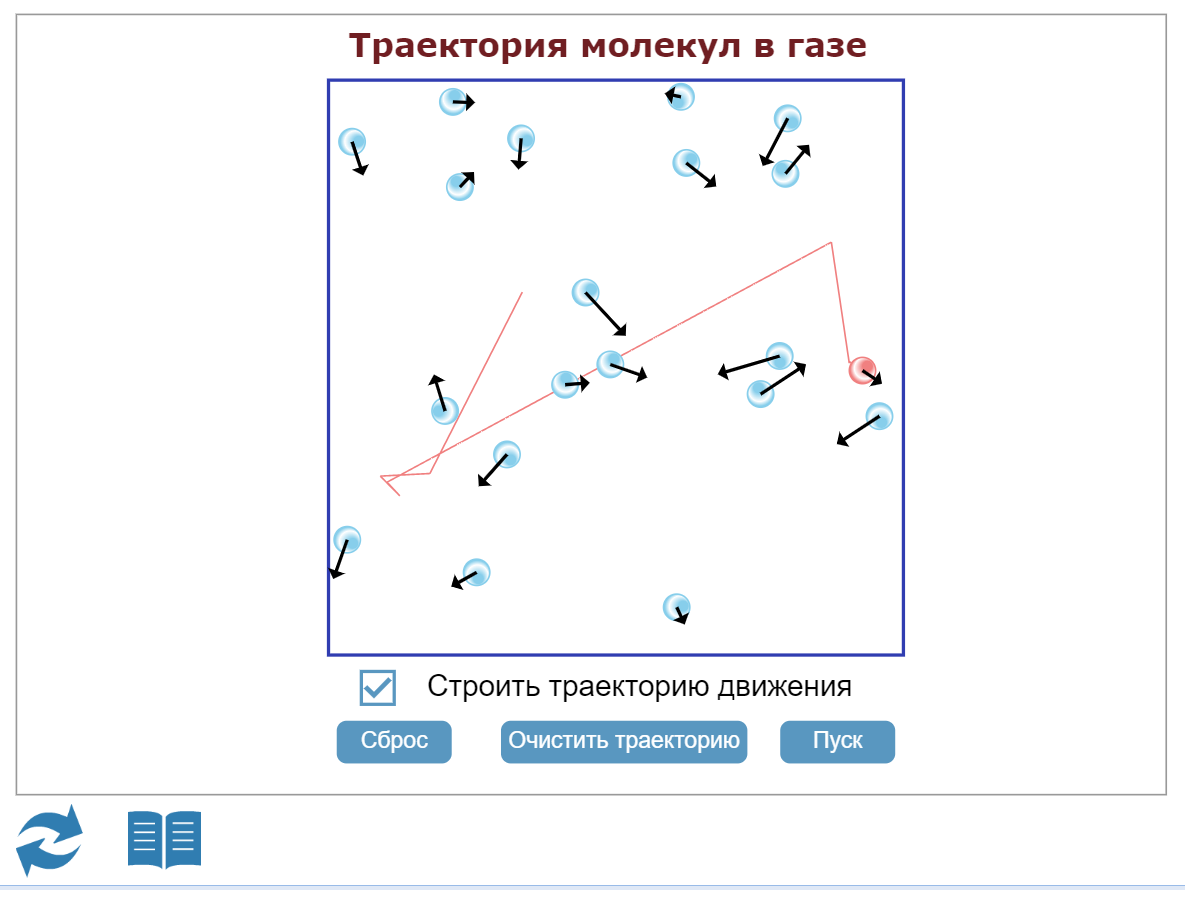 Траектория молекул в газе
Строить траекторию движения
Сброс
Очистить траекторию
Пуск